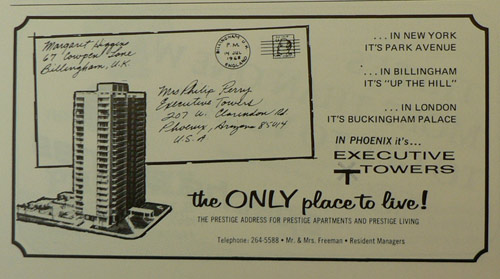 Margaret Higgins
67 Cowpen Lane
Billingham, U.K.
BILLINGHAM
ENGLAND
Mrs Philip Perry
Executive Towers
207 W. Clarendon Rd
Phoenix, Arizona 85014
U.S.A
...IN NEW YORK
IT'S PARK AVENUE
...IN BILLINGHAM
IT'S "UP THE HILL"
...IN LONDON
IT'S BUCKINGHAM PALACE
IN PHOENIX it's...
EXECUTIVE
TOWERS
the ONLY place to live!
THE PRESTIGE ADDRESS FOR PRESTIGE APARTMENTS AND PRESTIGE LIVING
Telephone: 264-5588 • Mr. & Mrs. Freeman • Resident Managers